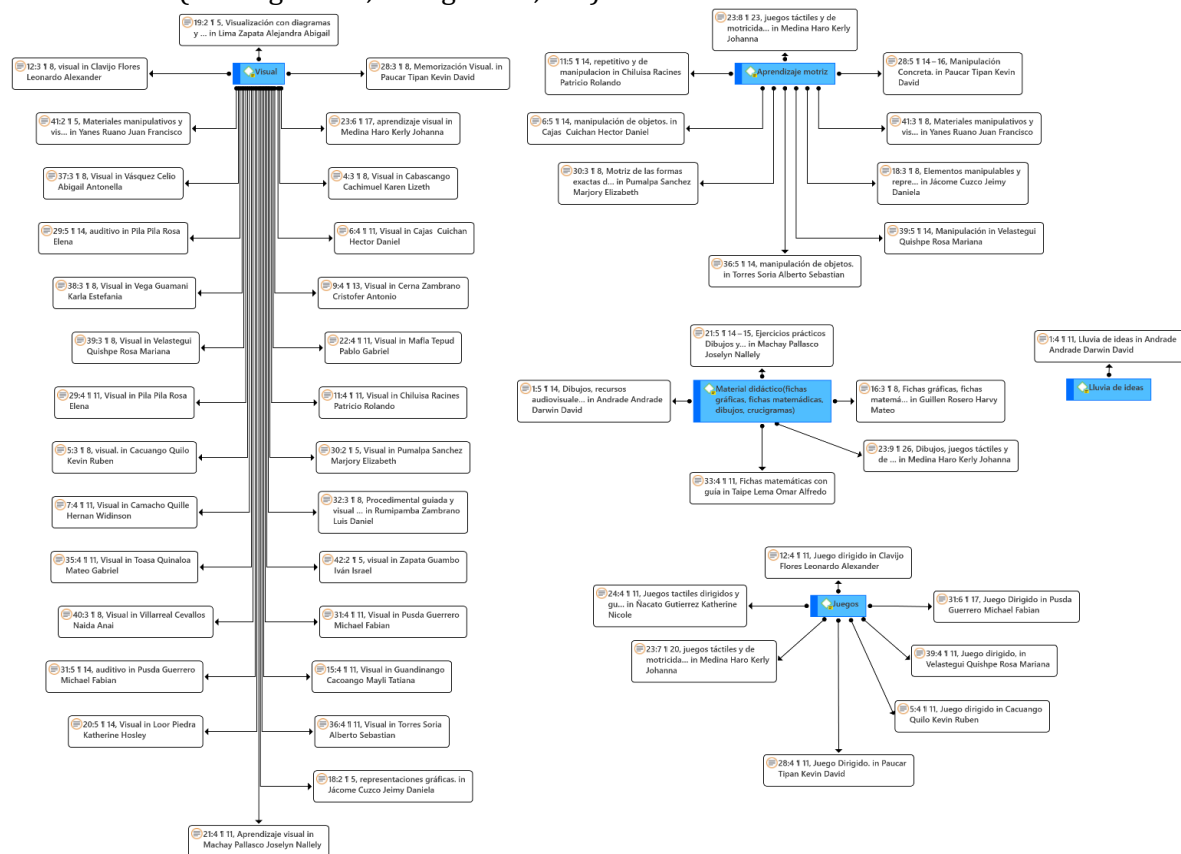 19:2 ¶ 5, Visualización con diagramas
y ... in Lima Zapata Alejandra Abigail
12:3 ¶ 8, visual in Clavijo Flores
Leonardo Alexander
Visual
28:3 ¶ 8, Memorización Visual. in
Paucar Tipan Kevin David
41:2 ¶ 5, Materiales manipulativos y
vis... in Yanes Ruano Juan Francisco
23:6 ¶ 17, aprendizaje visual in
Medina Haro Kerly Johanna
37:3 ¶ 8, Visual in Vásquez Celio
Abigail Antonella
4:3 ¶ 8, Visual in Cabascango
Cachimuel Karen Lizeth
29:5 ¶ 14, auditivo in Pila Pila Rosa
Elena
6:4 ¶ 11, Visual in Cajas Cuichan
Hector Daniel
38:3 ¶ 8, Visual in Vega Guamani
Karla Estefania
9:4 ¶ 13, Visual in Cerna Zambrano
Cristofer Antonio
39:3 ¶ 8, Visual in Velastegui
Quishpe Rosa Mariana
22:4 ¶ 11, Visual in Mafla Tepud
Pablo Gabriel
29:4 ¶ 11, Visual in Pila Pila Rosa
Elena
11:4 ¶ 11, Visual in Chiluisa Racines
Patricio Rolando
5:3 ¶ 8, visual. in Cacuango Quilo
Kevin Ruben
30:2 ¶ 5, Visual in Pumalpa Sanchez
Marjory Elizabeth
7:4 ¶ 11, Visual in Camacho Quille
Hernan Widinson
32:3 ¶ 8, Procedimental guiada y
visual ... in Rumipamba Zambrano
Luis Daniel
35:4 ¶ 11, Visual in Toasa Quinaloa
Mateo Gabriel
42:2 ¶ 5, visual in Zapata Guambo
Iván Israel
40:3 ¶ 8, Visual in Villarreal Cevallos
Naida Anai
31:4 ¶ 11, Visual in Pusda Guerrero
Michael Fabian
31:5 ¶ 14, auditivo in Pusda Guerrero
Michael Fabian
15:4 ¶ 11, Visual in Guandinango
Cacoango Mayli Tatiana
20:5 ¶ 14, Visual in Loor Piedra
Katherine Hosley
36:4 ¶ 11, Visual in Torres Soria
Alberto Sebastian
18:2 ¶ 5, representaciones gráficas. in
Jácome Cuzco Jeimy Daniela
21:4 ¶ 11, Aprendizaje visual in
Machay Pallasco Joselyn Nallely
23:8 ¶ 23, juegos táctiles y de
motricida... in Medina Haro Kerly
Johanna
11:5 ¶ 14, repetitivo y de
manipulacion in Chiluisa Racines
Patricio Rolando
Aprendizaje motriz
28:5 ¶ 14 – 16, Manipulación
Concreta. in Paucar Tipan Kevin
David
6:5 ¶ 14, manipulación de objetos. in
Cajas Cuichan Hector Daniel
41:3 ¶ 8, Materiales manipulativos y
vis... in Yanes Ruano Juan Francisco
30:3 ¶ 8, Motriz de las formas
exactas d... in Pumalpa Sanchez
Marjory Elizabeth
18:3 ¶ 8, Elementos manipulables y
repre... in Jácome Cuzco Jeimy
Daniela
39:5 ¶ 14, Manipulación in Velastegui
Quishpe Rosa Mariana
36:5 ¶ 14, manipulación de objetos.
in Torres Soria Alberto Sebastian
21:5 ¶ 14 – 15, Ejercicios prácticos
Dibujos y... in Machay Pallasco
Joselyn Nallely
1:5 ¶ 14, Dibujos, recursos
audiovisuale... in Andrade Andrade
Darwin David
Material didáctico(fichas
gráficas, fichas matemádicas,
dibujos, crucigramas)
16:3 ¶ 8, Fichas gráficas, fichas
matemá... in Guillen Rosero Harvy
Mateo
23:9 ¶ 26, Dibujos, juegos táctiles y
de ... in Medina Haro Kerly Johanna
33:4 ¶ 11, Fichas matemáticas con
guia in Taipe Lema Omar Alfredo
1:4 ¶ 11, Lluvia de ideas in Andrade
Andrade Darwin David
Lluvia de ideas
12:4 ¶ 11, Juego dirigido in Clavijo
Flores Leonardo Alexander
24:4 ¶ 11, Juegos tactiles dirigidos y
gu... in Ñacato Gutierrez Katherine
Nicole
Juegos
31:6 ¶ 17, Juego Dirigido in Pusda
Guerrero Michael Fabian
23:7 ¶ 20, juegos táctiles y de
motricida... in Medina Haro Kerly
Johanna
39:4 ¶ 11, Juego dirigido, in
Velastegui Quishpe Rosa Mariana
5:4 ¶ 11, Juego dirigido in Cacuango
Quilo Kevin Ruben
28:4 ¶ 11, Juego Dirigido, in Paucar
Tipan Kevin David